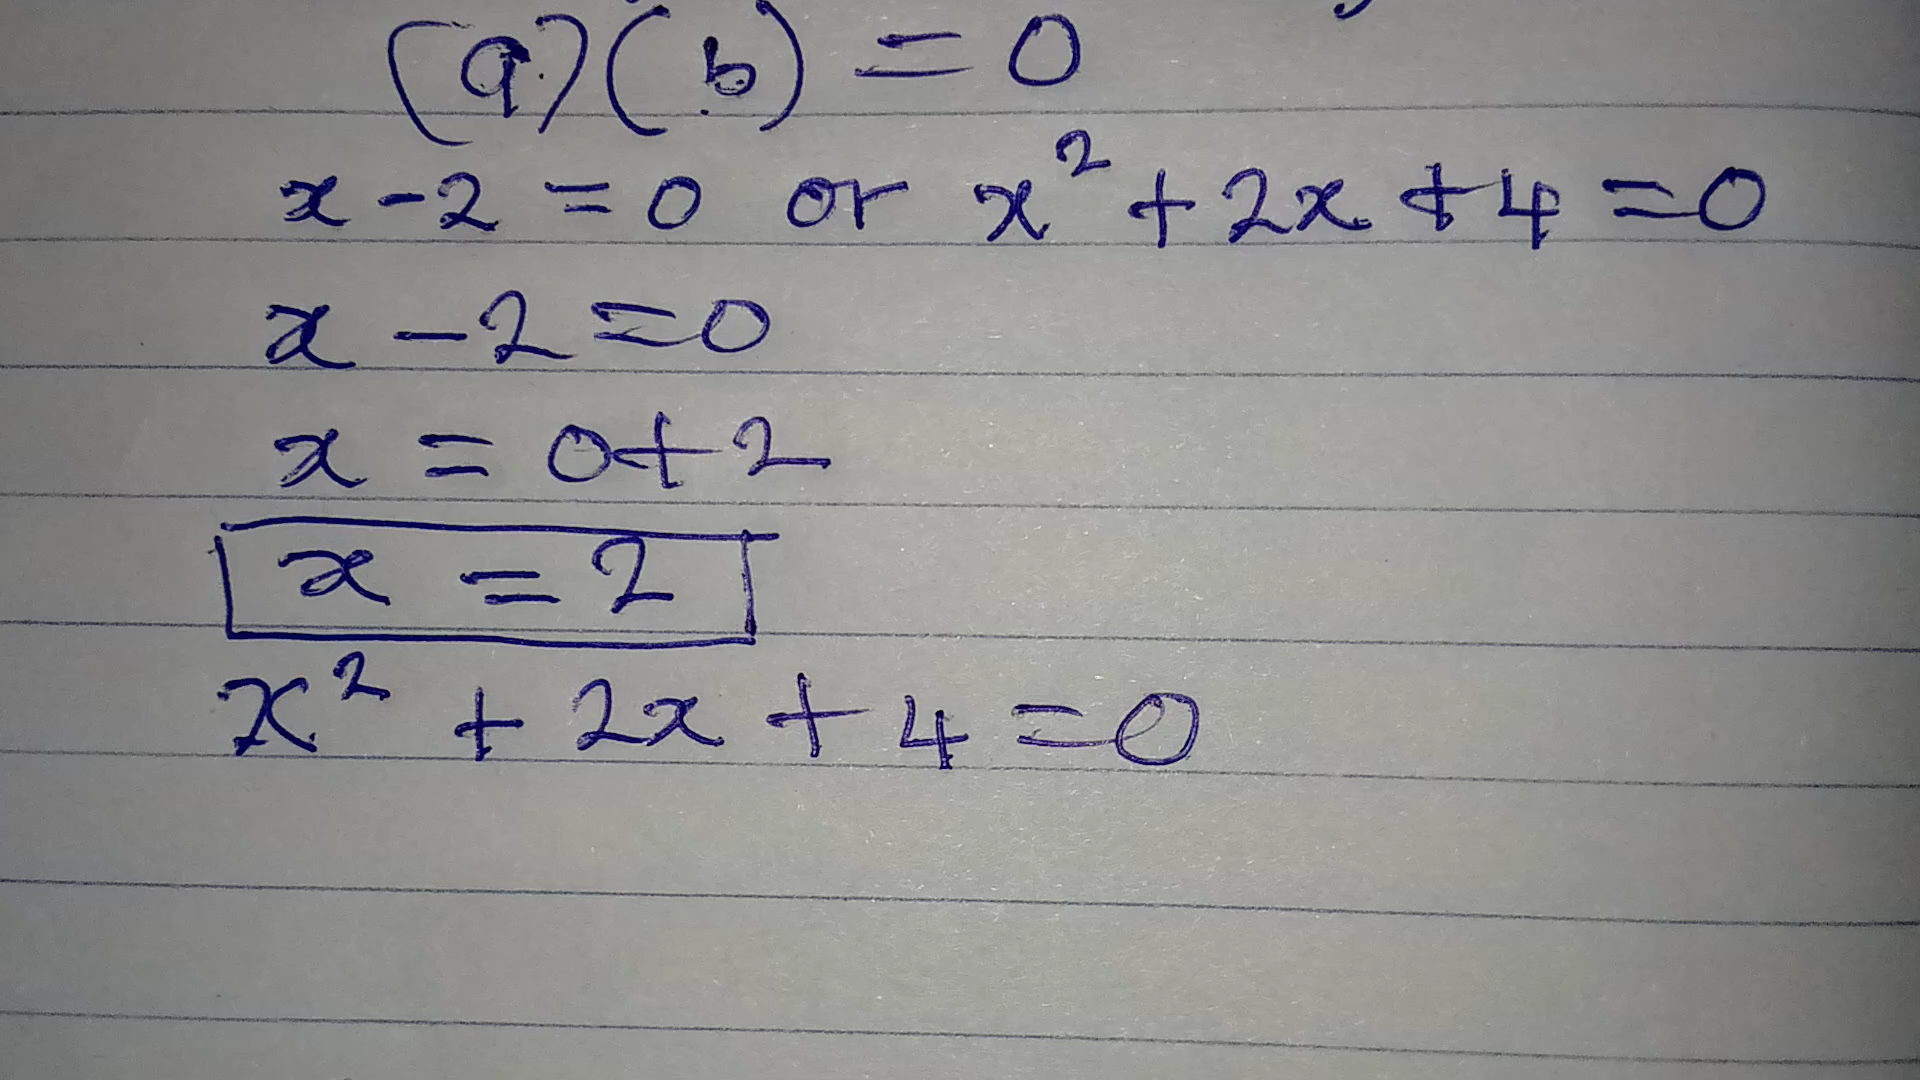 (a)(b) = 0
x - 2 = 0 or x² + 2x + 4 = 0
x - 2 = 0
x = 0 + 2
x = 2
x² + 2x + 4 = 0